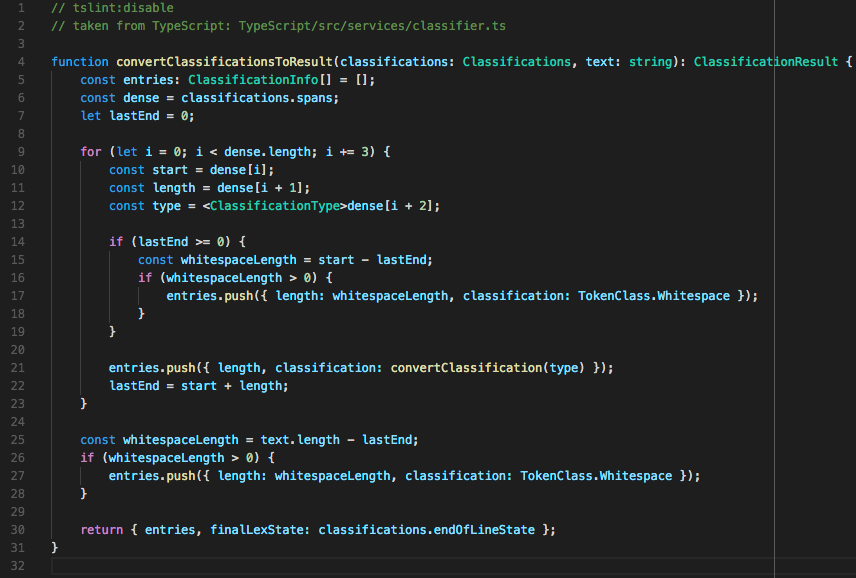 1 // tslint:disable
2 // taken from TypeScript: TypeScript/src/services/classifier.ts
3
4 function convertClassificationsToResult(classifications: Classifications, text: string): ClassificationResult {
5     const entries: ClassificationInfo[] = [];
6     const dense = classifications.spans;
7     let lastEnd = 0;
8
9     for (let i = 0; i < dense.length; i += 3) {
10         const start = dense[i];
11         const length = dense[i + 1];
12         const type = <ClassificationType>dense[i + 2];
13
14         if (lastEnd >= 0) {
15             const whitespaceLength = start - lastEnd;
16             if (whitespaceLength > 0) {
17                 entries.push({ length: whitespaceLength, classification: TokenClass.Whitespace });
18             }
19         }
20
21         entries.push({ length, classification: convertClassification(type) });
22         lastEnd = start + length;
23     }
24
25     const whitespaceLength = text.length - lastEnd;
26     if (whitespaceLength > 0) {
27         entries.push({ length: whitespaceLength, classification: TokenClass.Whitespace });
28     }
29
30     return { entries, finalLexState: classifications.endOfLineState };
31 }
32